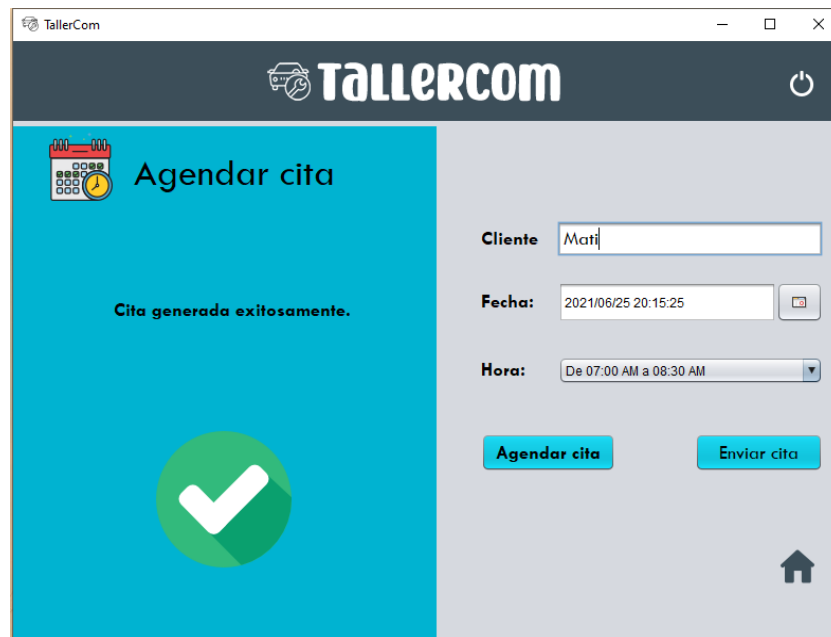 TallerCom
TALLERCOM
Agendar cita
Cita generada exitosamente.
Cliente
Mati
Fecha:
2021/06/25 20:15:25
Hora:
De 07:00 AM a 08:30 AM
Agendar cita
Enviar cita